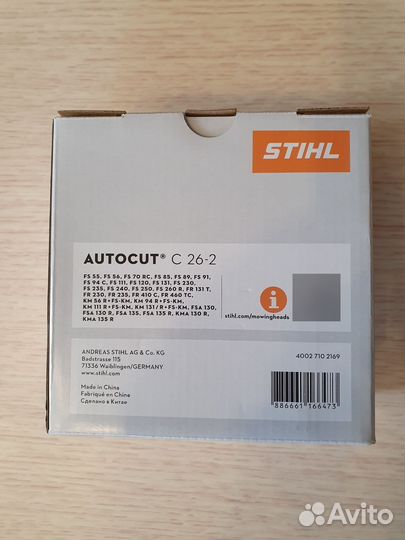 STIHL
AUTOCUT® C 26-2
FS 55, FS 56, FS 70 RC, FS 85, FS 89, FS 91,
FS 94 C, FS 111, FS 120, FS 131, FS 230,
FS 235, FS 240, FS 250, FS 260 R, FR 131 T,
FR 230, FR 235, FR 410 C, FR 460 TC,
KM 56 R+FS-KM, KM 94 R+FS-KM,
KM 111 R+FS-KM, KM 131 / R+FS-KM, FSA 130,
FSA 130 R, FSA 135, FSA 135 R, KMA 130 R,
KMA 135 R
i
stihl.com/mowingheads
ANDREAS STIHL AG & Co. KG
Badstrasse 115
71336 Waiblingen/GERMANY
www.stihl.com
4002 710 2169
Made in China
Fabriqué en China
Сделано в Китае
886661 166473
Avito